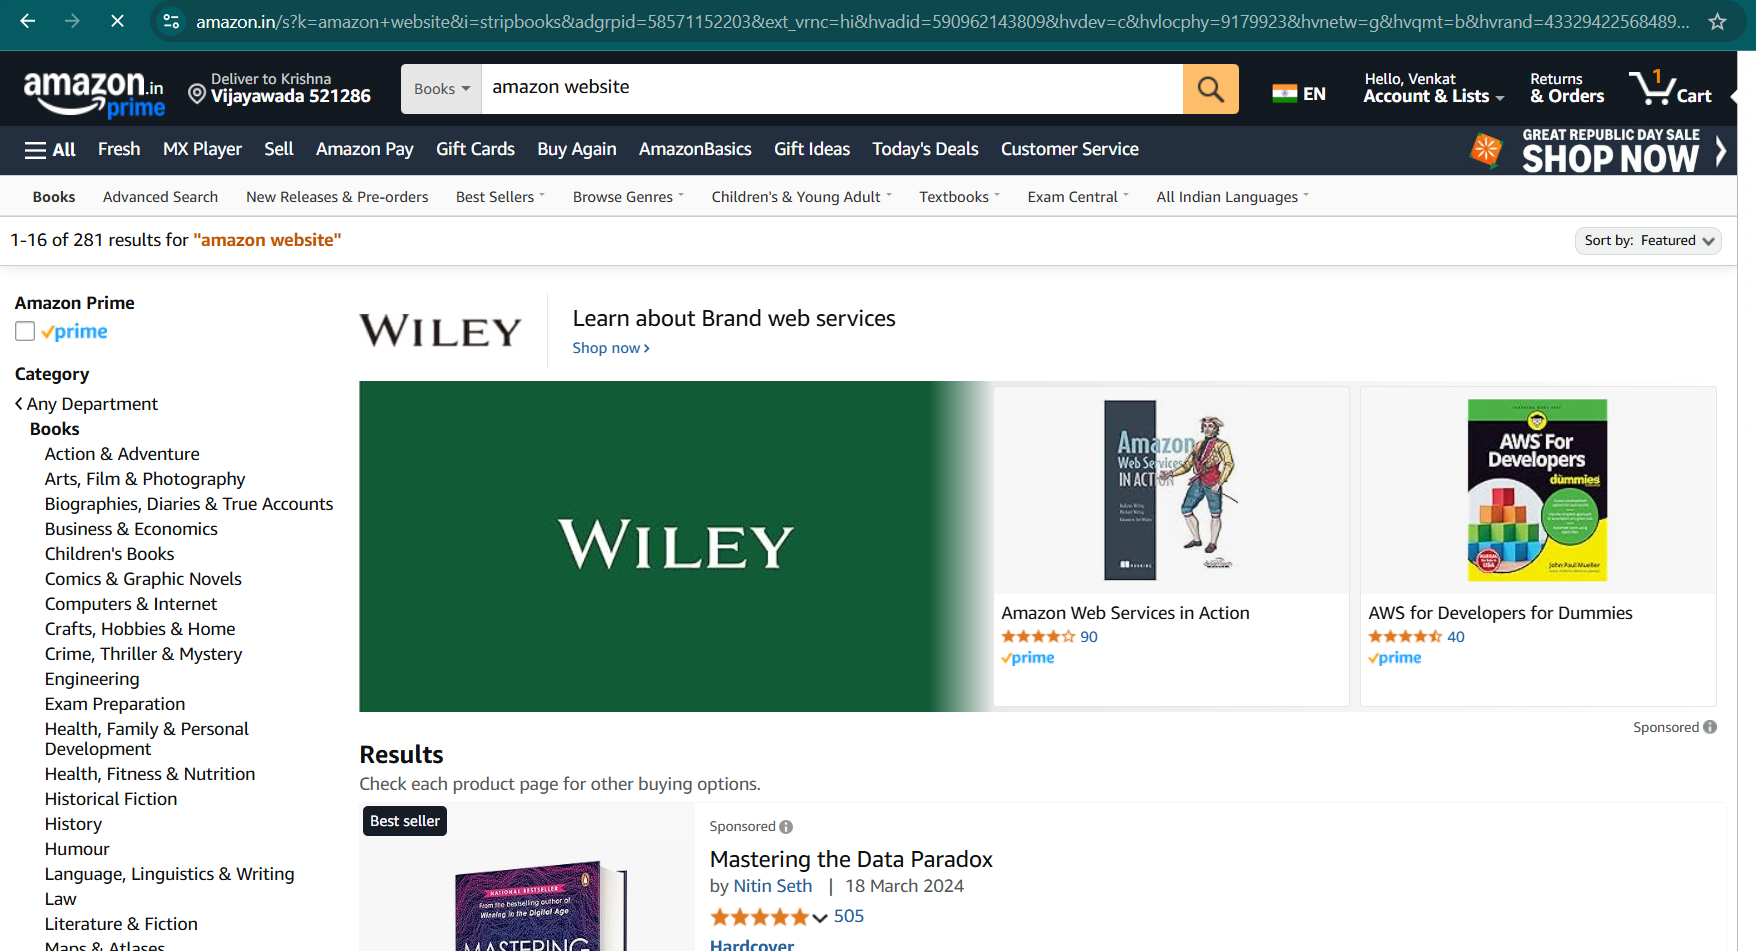 amazon.in/s?k=amazon+website&i=stripbooks&adgrpid=58571152203&ext_vrnc=hi&hvadid=590962143809&hvdev=c&hvlocphy=9179923&hvnetw=g&hvqmt=b&hvrand=43329422568489...
amazon.in prime
Deliver to Krishna
Vijayawada 521286
Books
amazon website
EN
Hello, Venkat
Account & Lists
Returns
& Orders
1
Cart
All Fresh MX Player Sell Amazon Pay Gift Cards Buy Again AmazonBasics Gift Ideas Today's Deals Customer Service
GREAT REPUBLIC DAY SALE
SHOP NOW
Books Advanced Search New Releases & Pre-orders Best Sellers Browse Genres Children's & Young Adult Textbooks Exam Central All Indian Languages
1-16 of 281 results for "amazon website"
Sort by: Featured
Amazon Prime
prime
Category
Any Department
Books
Action & Adventure
Arts, Film & Photography
Biographies, Diaries & True Accounts
Business & Economics
Children's Books
Comics & Graphic Novels
Computers & Internet
Crafts, Hobbies & Home
Crime, Thriller & Mystery
Engineering
Exam Preparation
Health, Family & Personal
Development
Health, Fitness & Nutrition
Historical Fiction
History
Humour
Language, Linguistics & Writing
Law
Literature & Fiction
Maps & Atlases
WILEY
Learn about Brand web services
Shop now
WILEY
Amazon
Web Services
IN ACTION
MANNING
Amazon Web Services in Action
90
prime
AWS For
Developers
dummies
John Paul Mueller
AWS for Developers for Dummies
40
prime
Sponsored
Results
Check each product page for other buying options.
Best seller
NATIONAL BESTSELLER
From the bestselling author of
Winning in the Digital Age
MASTERING
Sponsored
Mastering the Data Paradox
by Nitin Seth | 18 March 2024
505
Hardcover